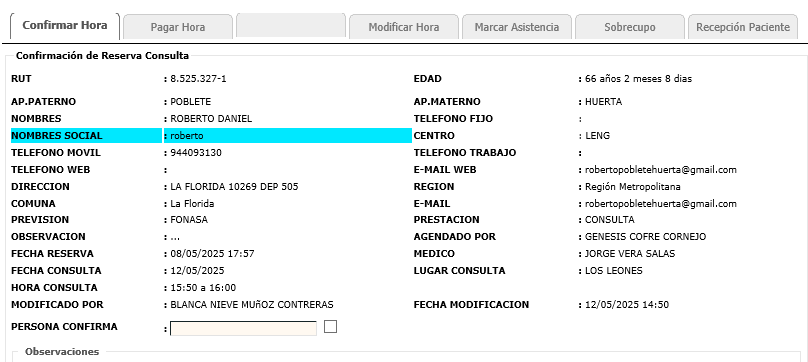 Confirmar Hora Pagar Hora Modificar Hora Marcar Asistencia Sobrecupo Recepción Paciente
Confirmación de Reserva Consulta
RUT : 8.525.327-1 EDAD : 66 años 2 meses 8 dias
AP.PATERNO : POBLETE AP.MATERNO : HUERTA
NOMBRES : ROBERTO DANIEL TELEFONO FIJO :
NOMBRES SOCIAL : roberto CENTRO : LENG
TELEFONO MOVIL : 944093130 TELEFONO TRABAJO :
TELEFONO WEB : E-MAIL WEB : robertopobletehuerta@gmail.com
DIRECCION : LA FLORIDA 10269 DEP 505 REGION : Región Metropolitana
COMUNA : La Florida E-MAIL : robertopobletehuerta@gmail.com
PREVISION : FONASA PRESTACION : CONSULTA
OBSERVACION : ... AGENDADO POR : GENESIS COFRE CORNEJO
FECHA RESERVA : 08/05/2025 17:57 MEDICO : JORGE VERA SALAS
FECHA CONSULTA : 12/05/2025 LUGAR CONSULTA : LOS LEONES
HORA CONSULTA : 15:50 a 16:00
MODIFICADO POR : BLANCA NIEVE MUñOZ CONTRERAS FECHA MODIFICACION : 12/05/2025 14:50
PERSONA CONFIRMA :
Observaciones